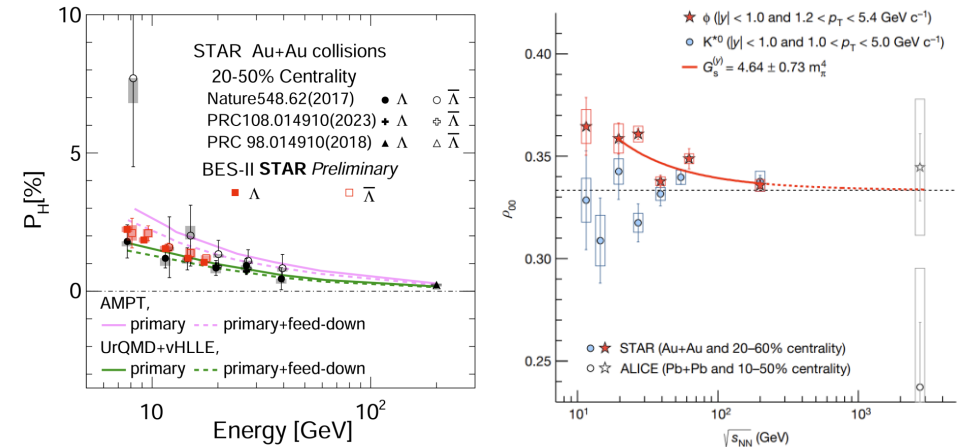 STAR Au+Au collisions
20-50% Centrality
Nature548.62(2017) Λ Λ̅
PRC108.014910(2023) Λ Λ̅
PRC 98.014910(2018) Λ Λ̅
BES-II STAR Preliminary
Λ Λ̅
P_H[%]
10
5
0
AMPT,
primary primary+feed-down
UrQMD+vHLLE,
primary primary+feed-down
10 10²
Energy [GeV]
ϕ (|y| < 1.0 and 1.2 < p_T < 5.4 GeV c⁻¹)
K*⁰ (|y| < 1.0 and 1.0 < p_T < 5.0 GeV c⁻¹)
G_s^(y) = 4.64 ± 0.73 m_π^4
ρ₀₀
0.40
0.35
0.30
0.25
STAR (Au+Au and 20–60% centrality)
ALICE (Pb+Pb and 10–50% centrality)
10¹ 10² 10³
√s_NN (GeV)